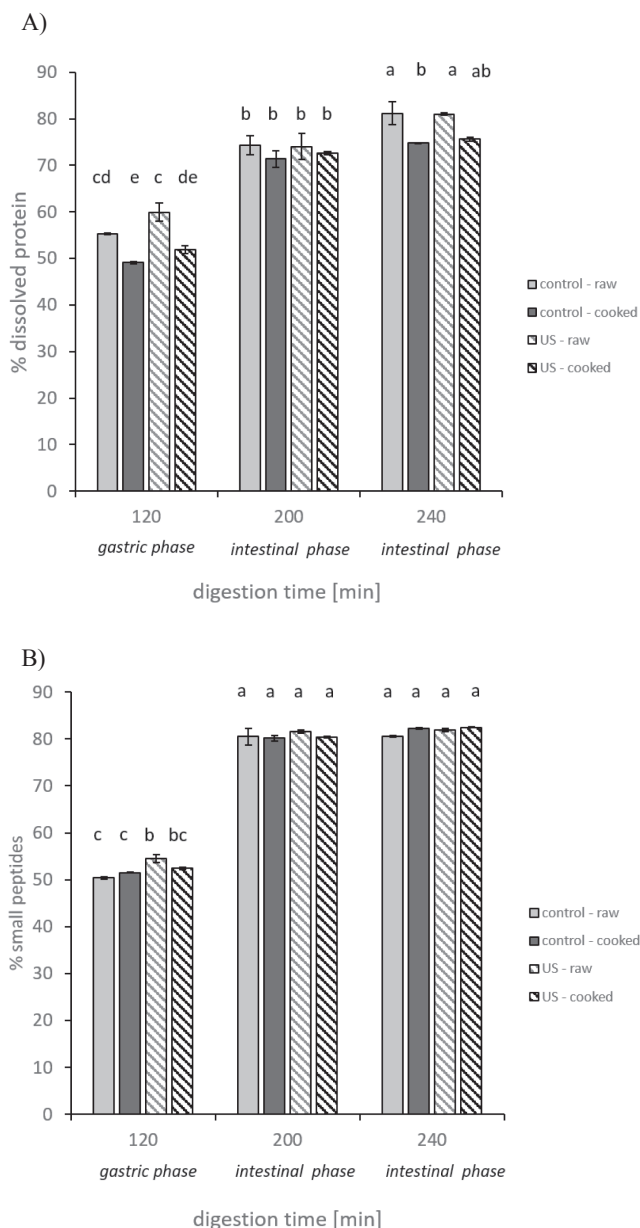 A)
90
80
70
60
50
40
30
20
10
0
% dissolved protein
cd e c de
b b b b
a b a ab
120 200 240
gastric phase intestinal phase intestinal phase
digestion time [min]
control - raw
control - cooked
US - raw
US - cooked
B)
90
80
70
60
50
40
30
20
10
0
% small peptides
c c b bc
a a a a
a a a a
120 200 240
gastric phase intestinal phase intestinal phase
digestion time [min]
control - raw
control - cooked
US - raw
US - cooked